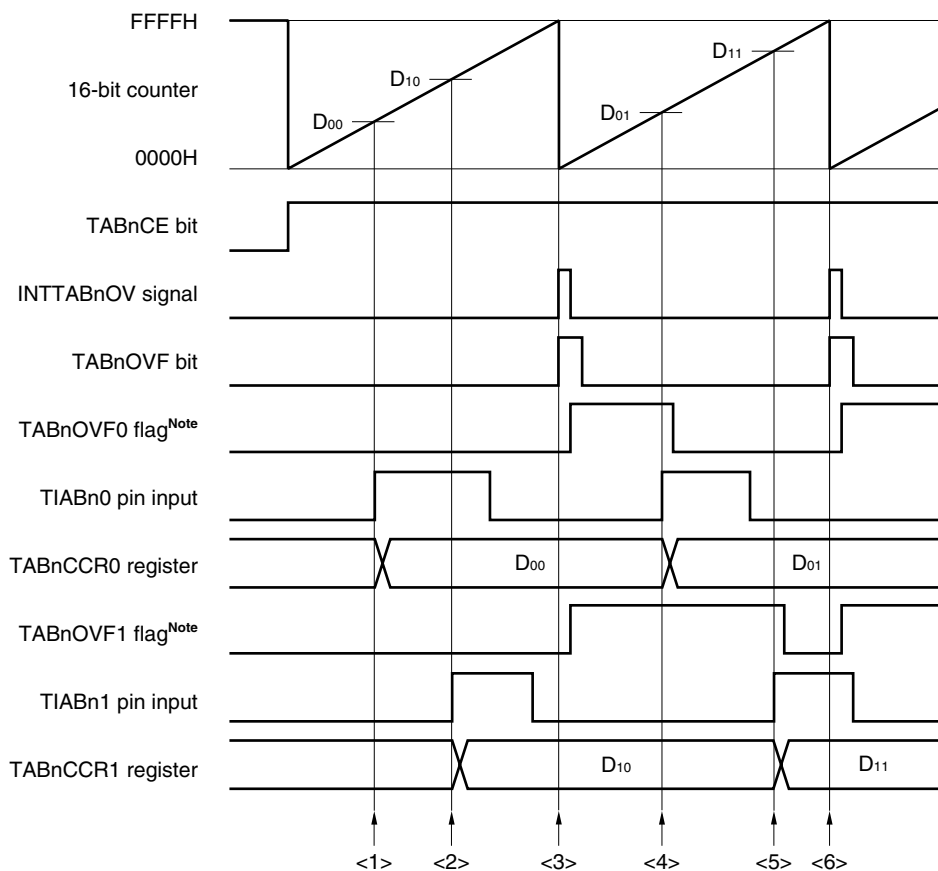 FFFFH
D11
D10
16-bit counter
D00
D01
0000H
TABnCE bit
INTTABnOV signal
TABnOVF bit
TABnOVF0 flagNote
TIABn0 pin input
TABnCCR0 register
D00
D01
TABnOVF1 flagNote
TIABn1 pin input
TABnCCR1 register
D10
D11
<1> <2> <3> <4> <5> <6>